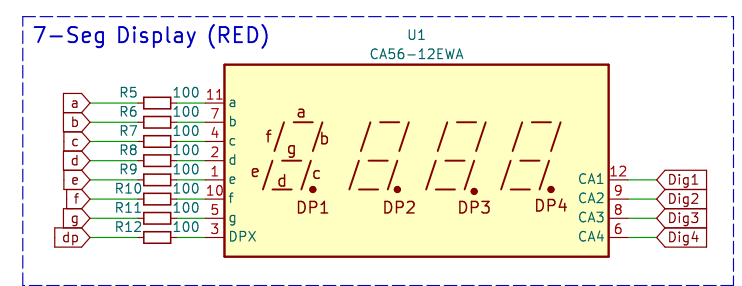 7-Seg Display (RED)
U1
CA56-12EWA
a R5 100 11 a
b R6 100 7 b
c R7 100 4 c
d R8 100 2 d
e R9 100 1 e
f R10 100 10 f
g R11 100 5 g
dp R12 100 3 DPX
a
f b
g
e c
d
DP1 DP2 DP3 DP4
CA1 12 Dig1
CA2 9 Dig2
CA3 8 Dig3
CA4 6 Dig4